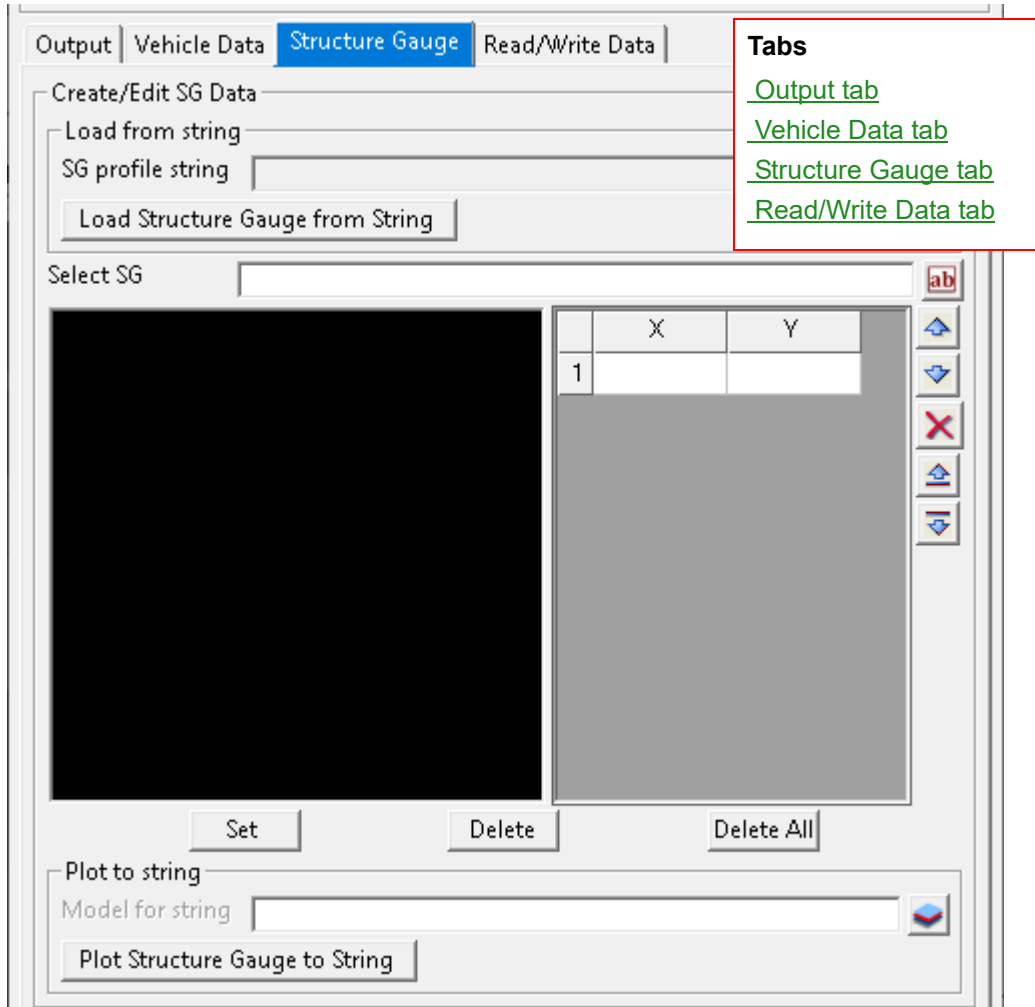 Output Vehicle Data Structure Gauge Read/Write Data
Tabs
Output tab
Vehicle Data tab
Structure Gauge tab
Read/Write Data tab
Create/Edit SG Data
Load from string
SG profile string
Load Structure Gauge from String
Select SG
ab
X Y
1
Set Delete Delete All
Plot to string
Model for string
Plot Structure Gauge to String